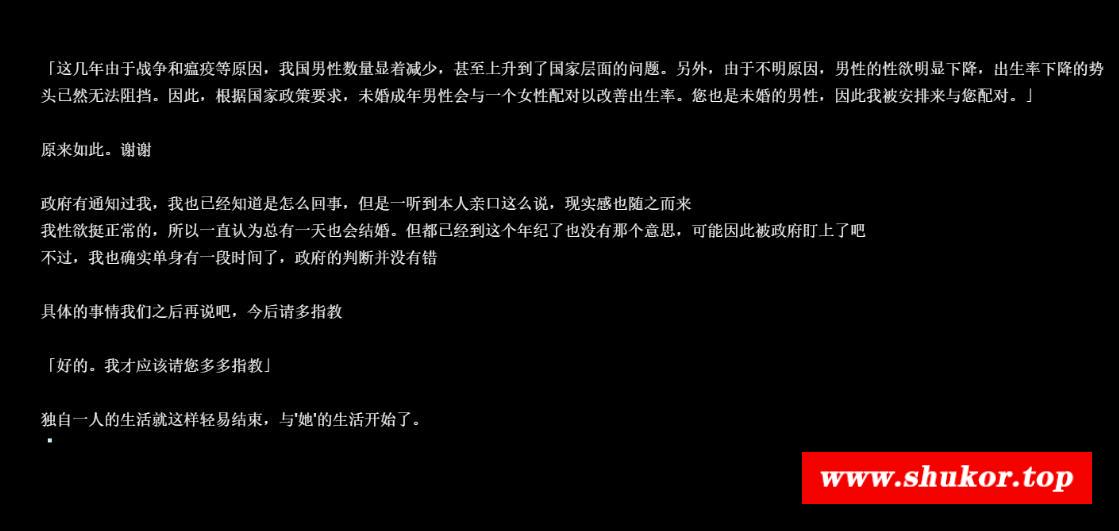 「这几年由于战争和瘟疫等原因，我国男性数量显着减少，甚至上升到了国家层面的问题。另外，由于不明原因，男性的性欲明显下降，出生率下降的势
头已然无法阻挡。因此，根据国家政策要求，未婚成年男性会与一个女性配对以改善出生率。您也是未婚的男性，因此我被安排来与您配对。」
原来如此。谢谢
政府有通知过我，我也已经知道是怎么回事，但是一听到本人亲口这么说，现实感也随之而来
我性欲挺正常的，所以一直认为总有一天也会结婚。但都已经到这个年纪了也没有那个意思，可能因此被政府盯上了吧
不过，我也确实单身有一段时间了，政府的判断并没有错
具体的事情我们之后再说吧，今后请多指教
「好的。我才应该请您多多指教」
独自一人的生活就这样轻易结束，与'她'的生活开始了。
www.shukor.top